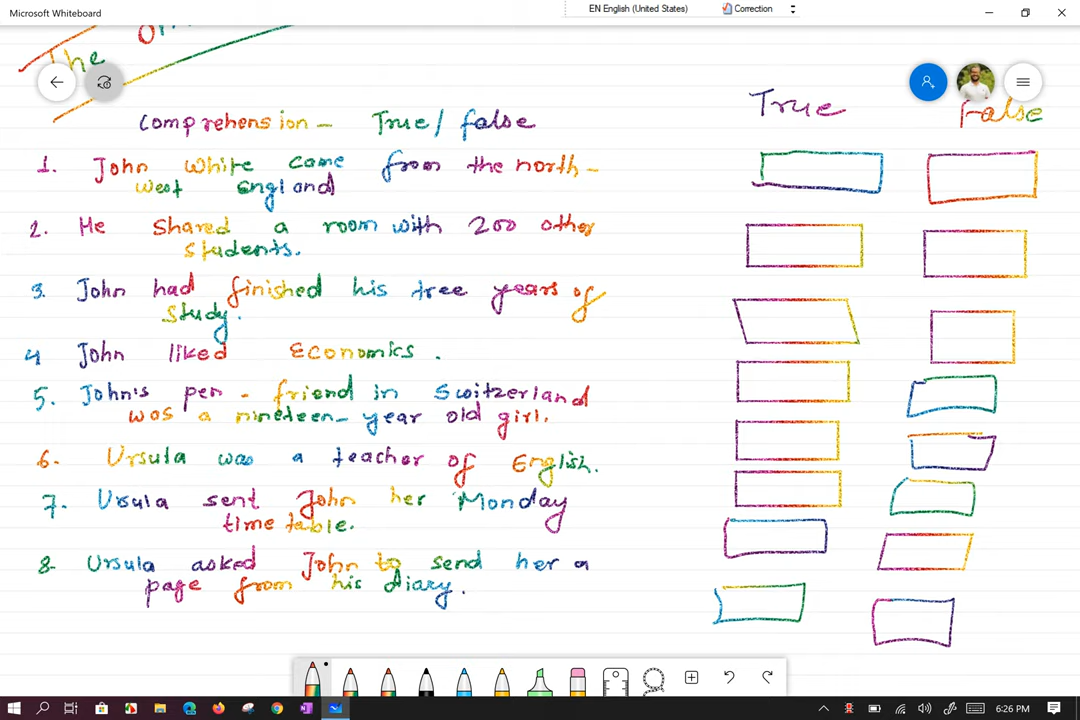 Microsoft Whiteboard
EN English (United States)
Correction
The
Comprehension - True/false
True
False
1. John White came from the north-
west England
2. He shared a room with 200 other
students.
3. John had finished his tree years of
study.
4 John liked Economics.
5. John's pen-friend in Switzerland
was a nineteen-year old girl.
6. Ursula was a teacher of English.
7. Ursula sent John her Monday
time table.
8. Ursula asked John to send her a
page from his diary.
6:26 PM